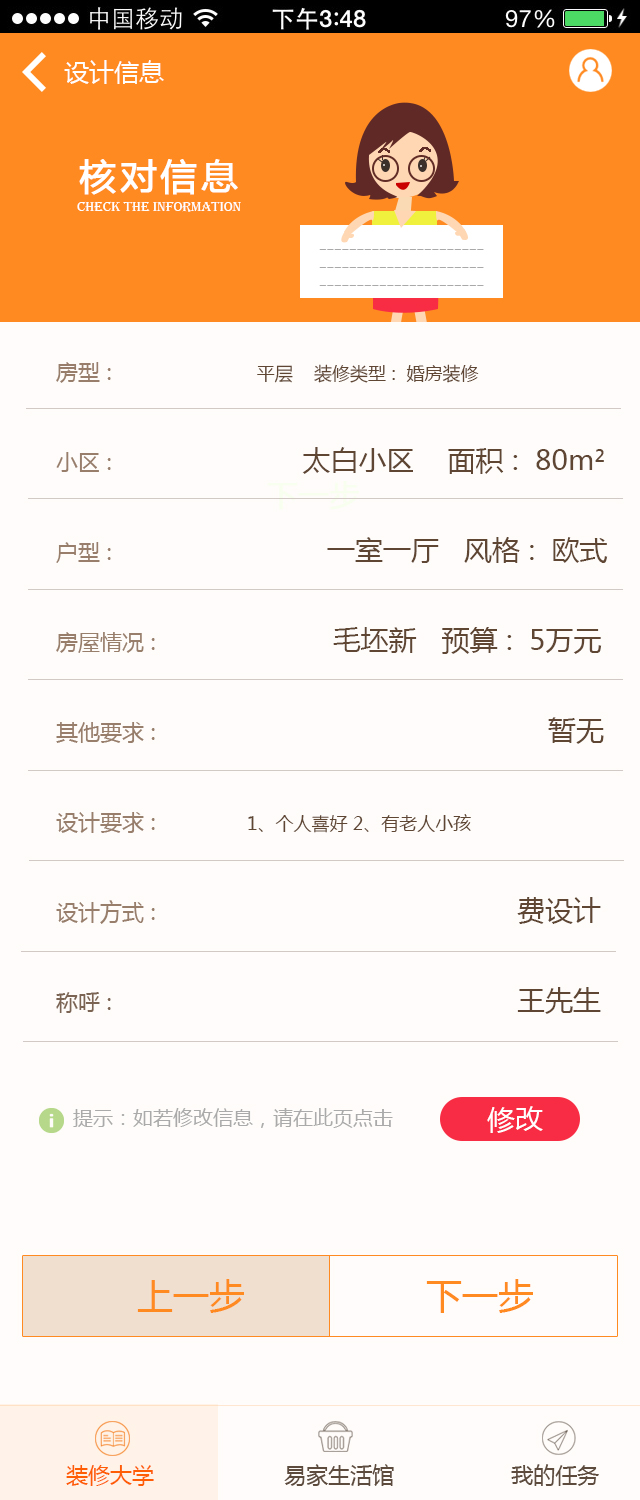 中国移动 下午3:48 97%
设计信息
核对信息
CHECK THE INFORMATION
房型： 平层 装修类型：婚房装修
小区： 太白小区 面积：80m²
下一步
户型： 一室一厅 风格：欧式
房屋情况： 毛坯新 预算：5万元
其他要求： 暂无
设计要求： 1、个人喜好 2、有老人小孩
设计方式： 费设计
称呼： 王先生
提示：如若修改信息，请在此页点击 修改
上一步 下一步
装修大学 易家生活馆 我的任务